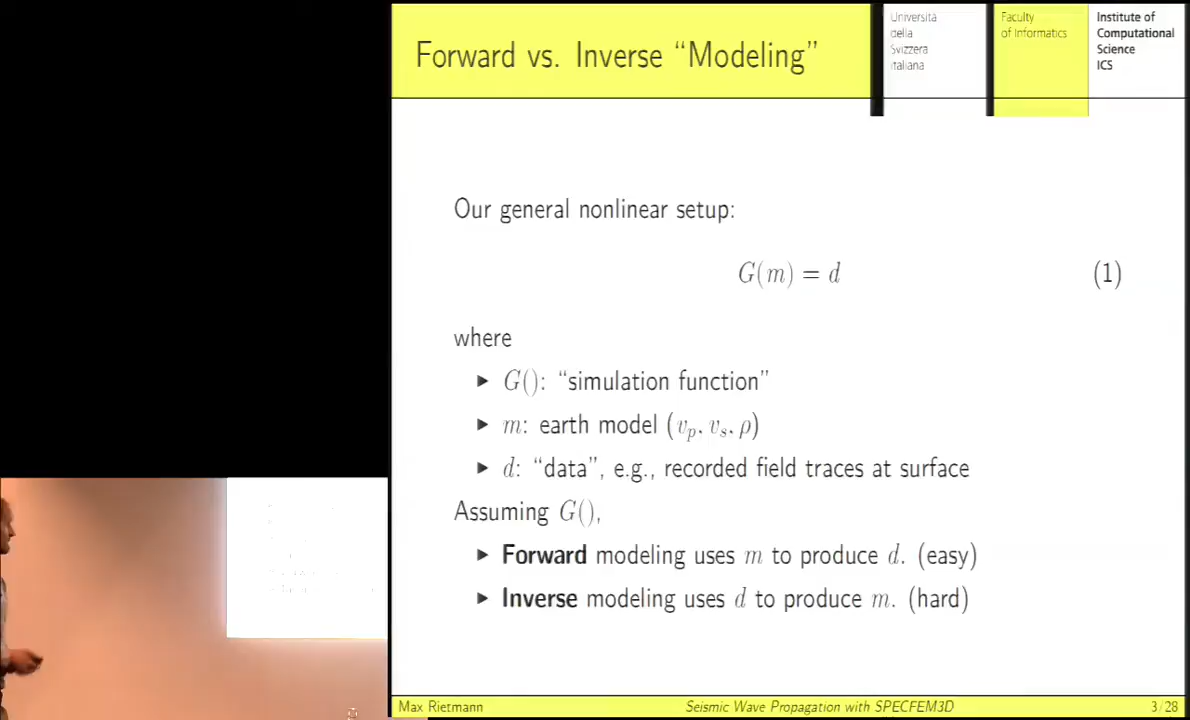 Forward vs. Inverse “Modeling”
Università
della
Svizzera
italiana
Faculty
of Informatics
Institute of
Computational
Science
ICS
Our general nonlinear setup:
G(m) = d (1)
where
► G(): “simulation function”
► m: earth model (vₚ, vₛ, ρ)
► d: “data”, e.g., recorded field traces at surface
Assuming G(),
► Forward modeling uses m to produce d. (easy)
► Inverse modeling uses d to produce m. (hard)
Max Rietmann Seismic Wave Propagation with SPECFEM3D 3/28